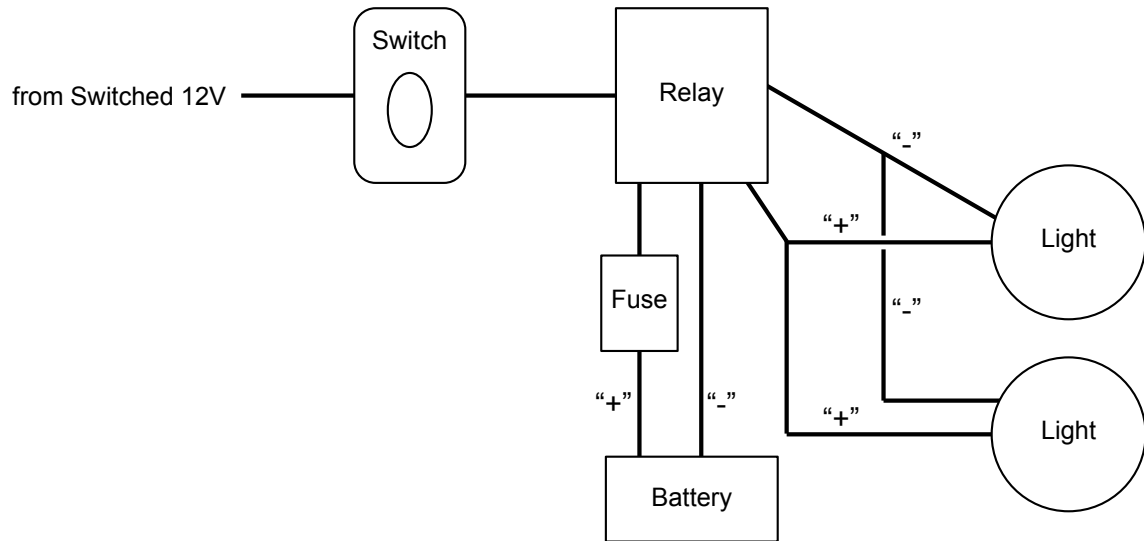 Switch
from Switched 12V
Relay
“-”
“+”
Light
Fuse
“-”
“+”
“-”
“+”
Light
Battery